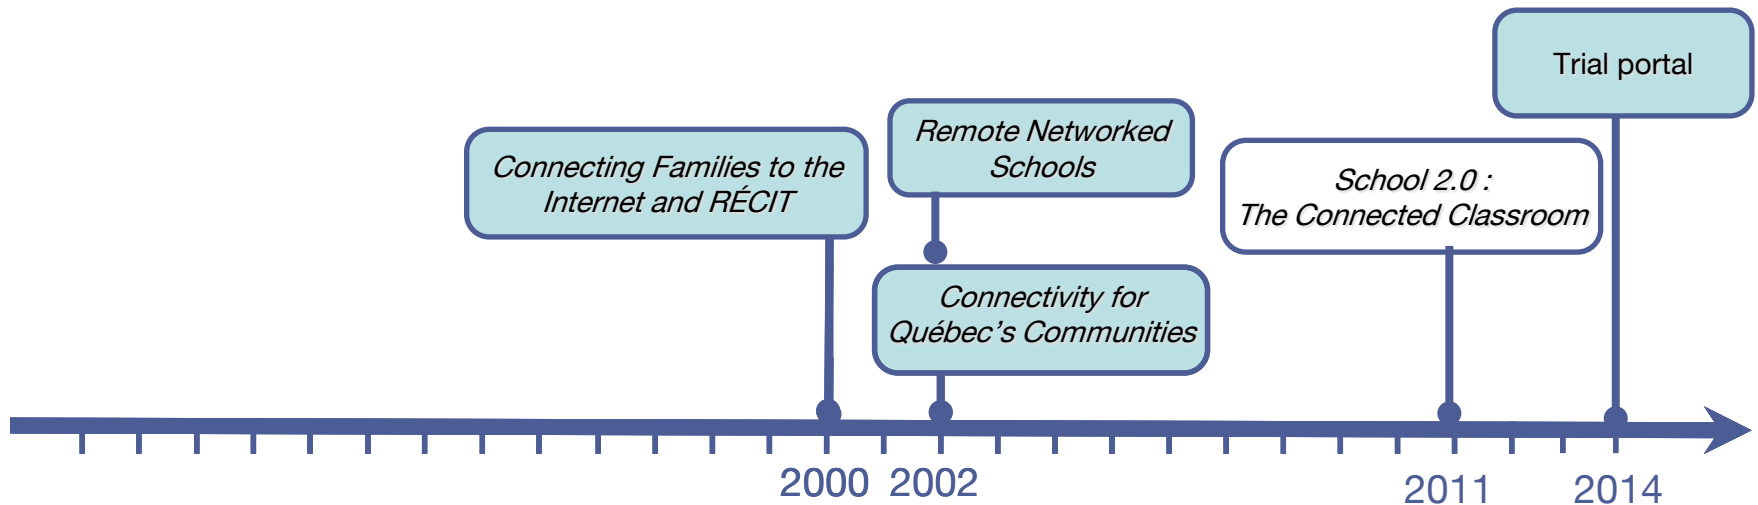 Trial portal
Connecting Families to the
Internet and RÉCIT
Remote Networked
Schools
Connectivity for
Québec’s Communities
School 2.0 :
The Connected Classroom
2000
2002
2011
2014